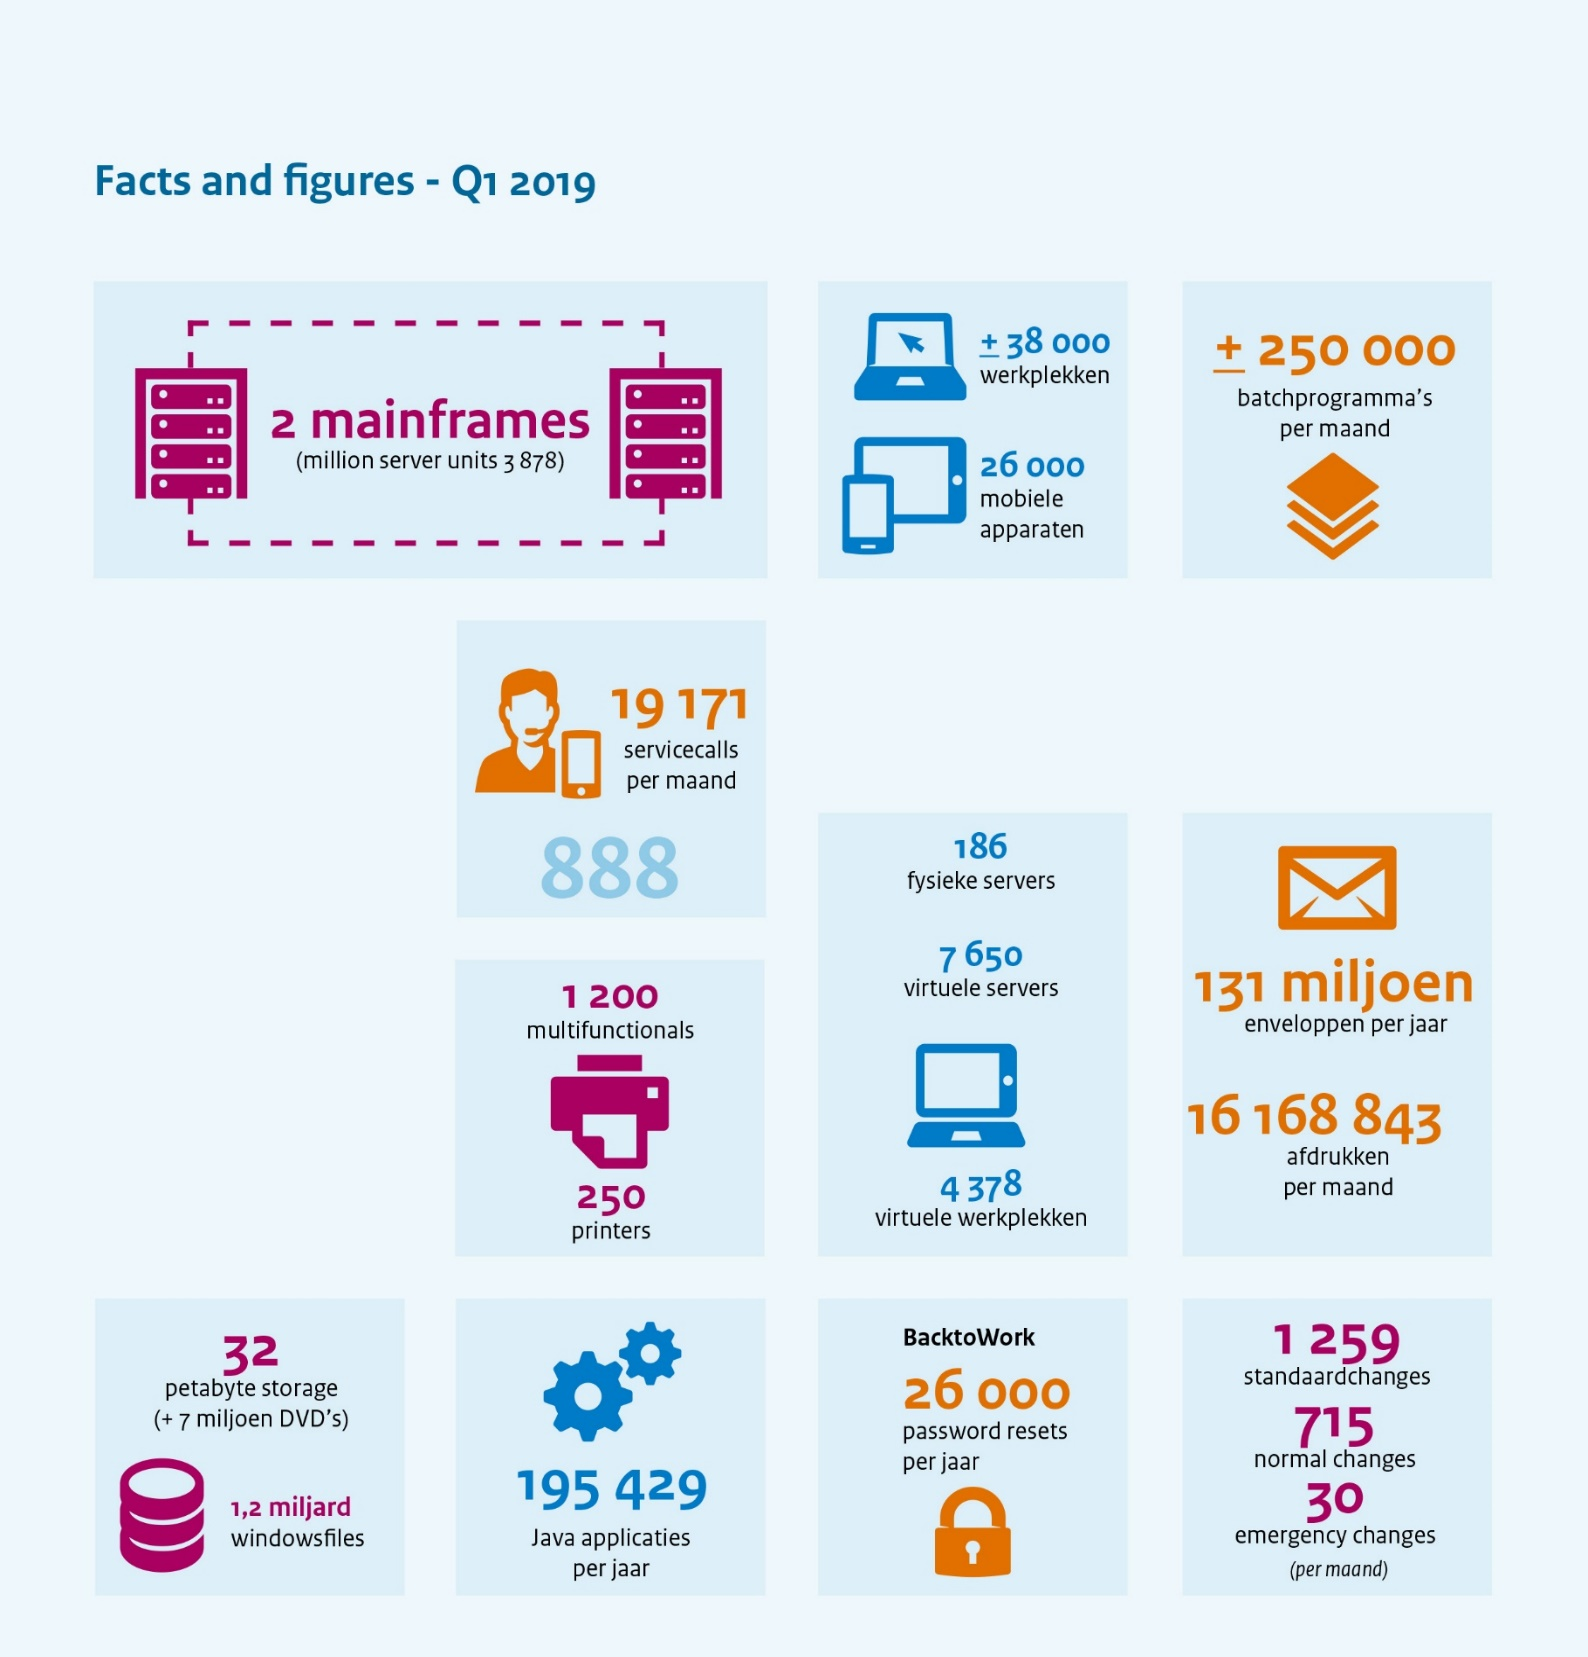 Facts and figures - Q1 2019
2 mainframes
(million server units 3 878)
± 38 000
werkplekken
26 000
mobiele
apparaten
± 250 000
batchprogramma's
per maand
19 171
servicecalls
per maand
888
1 200
multifunctionals
250
printers
186
fysieke servers
7 650
virtuele servers
4 378
virtuele werkplekken
131 miljoen
enveloppen per jaar
16 168 843
afdrukken
per maand
32
petabyte storage
(+ 7 miljoen DVD's)
1,2 miljard
windowsfiles
195 429
Java applicaties
per jaar
BacktoWork
26 000
password resets
per jaar
1 259
standaardchanges
715
normal changes
30
emergency changes
(per maand)